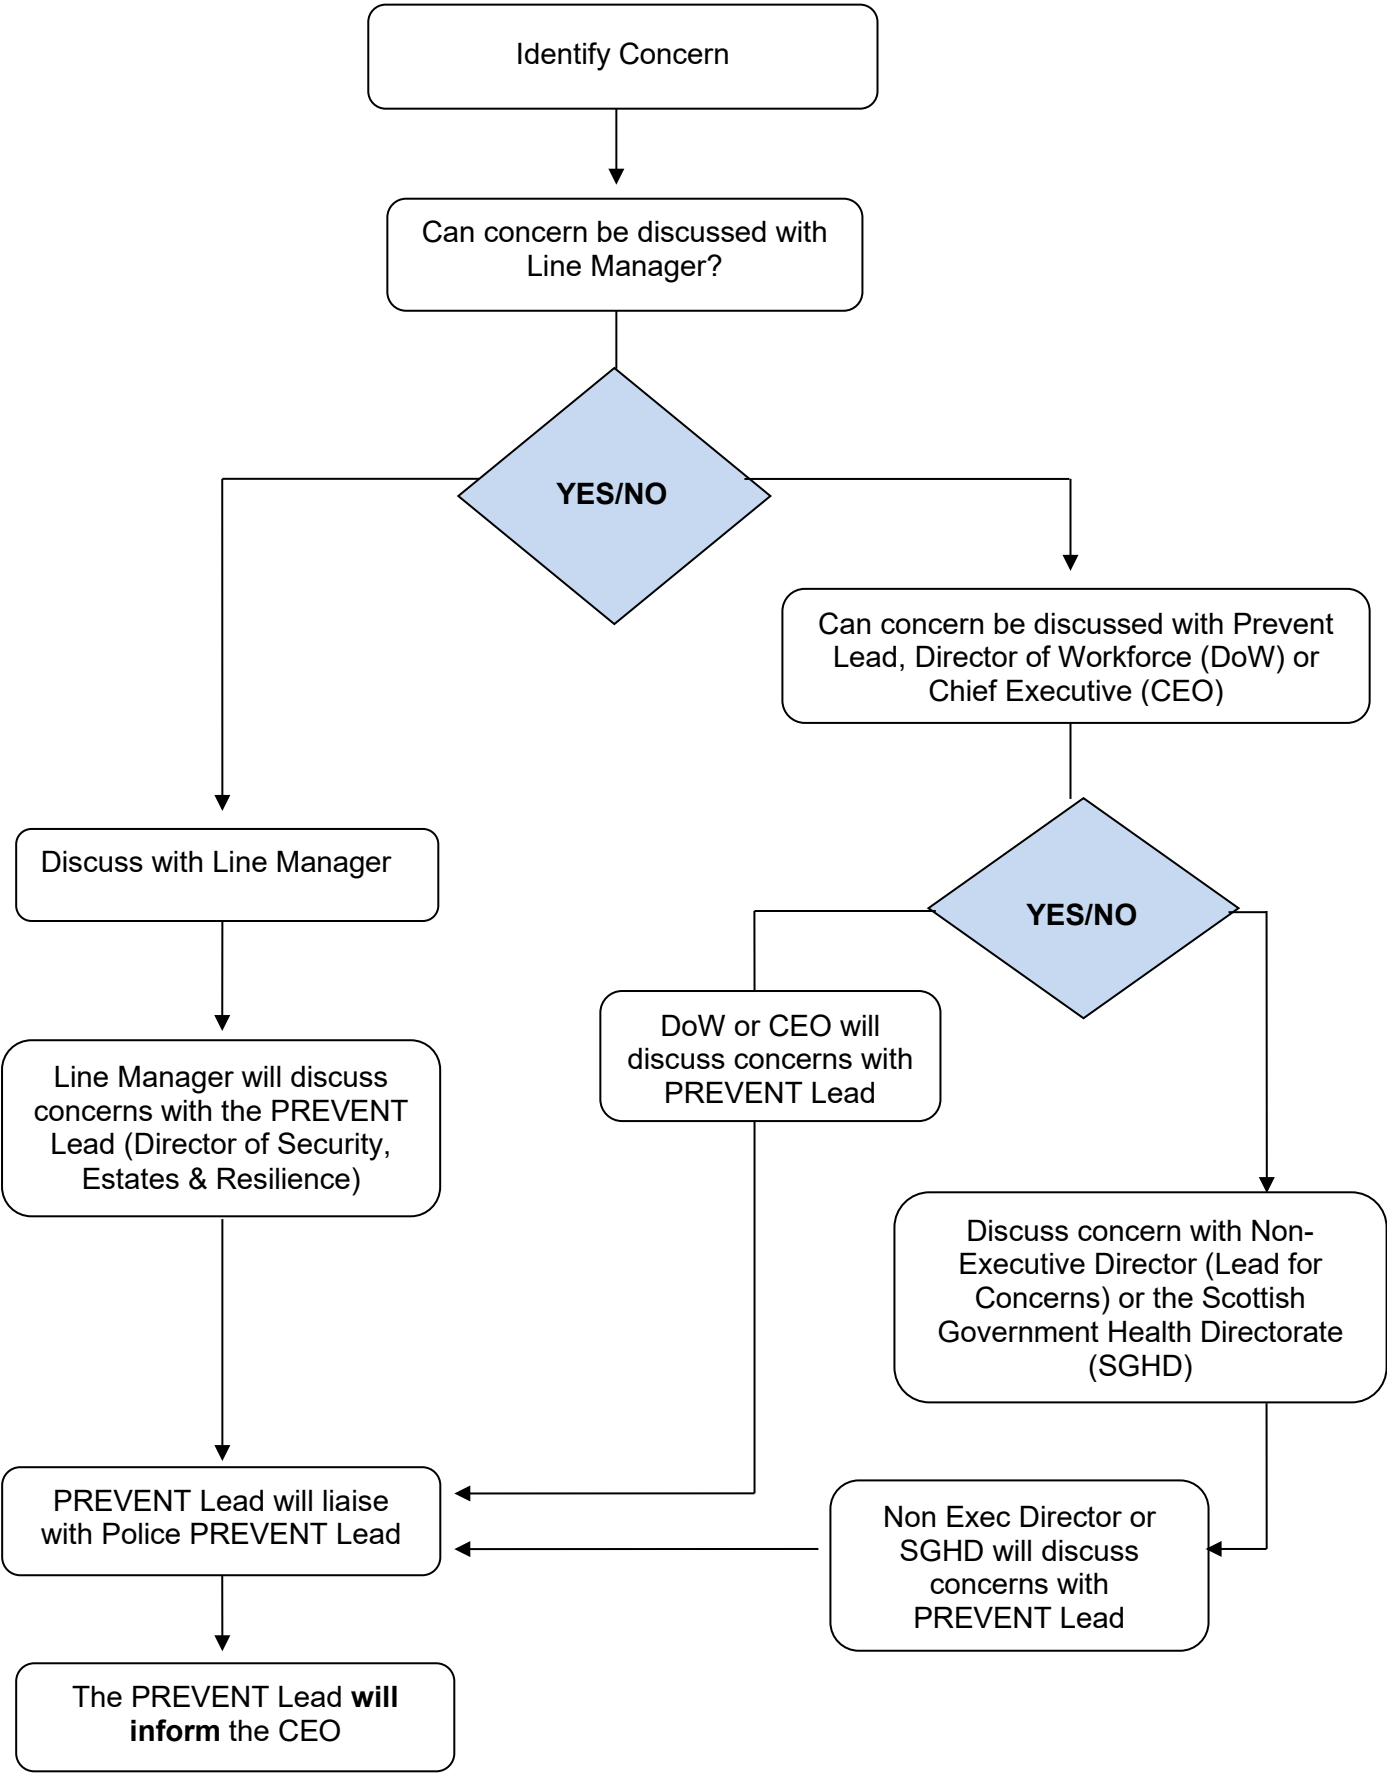 Identify Concern
Can concern be discussed with
Line Manager?
YES/NO
Can concern be discussed with Prevent
Lead, Director of Workforce (DoW) or
Chief Executive (CEO)
Discuss with Line Manager
YES/NO
DoW or CEO will
discuss concerns with
PREVENT Lead
Line Manager will discuss
concerns with the PREVENT
Lead (Director of Security,
Estates & Resilience)
Discuss concern with Non-
Executive Director (Lead for
Concerns) or the Scottish
Government Health Directorate
(SGHD)
PREVENT Lead will liaise
with Police PREVENT Lead
Non Exec Director or
SGHD will discuss
concerns with
PREVENT Lead
The PREVENT Lead will
inform the CEO